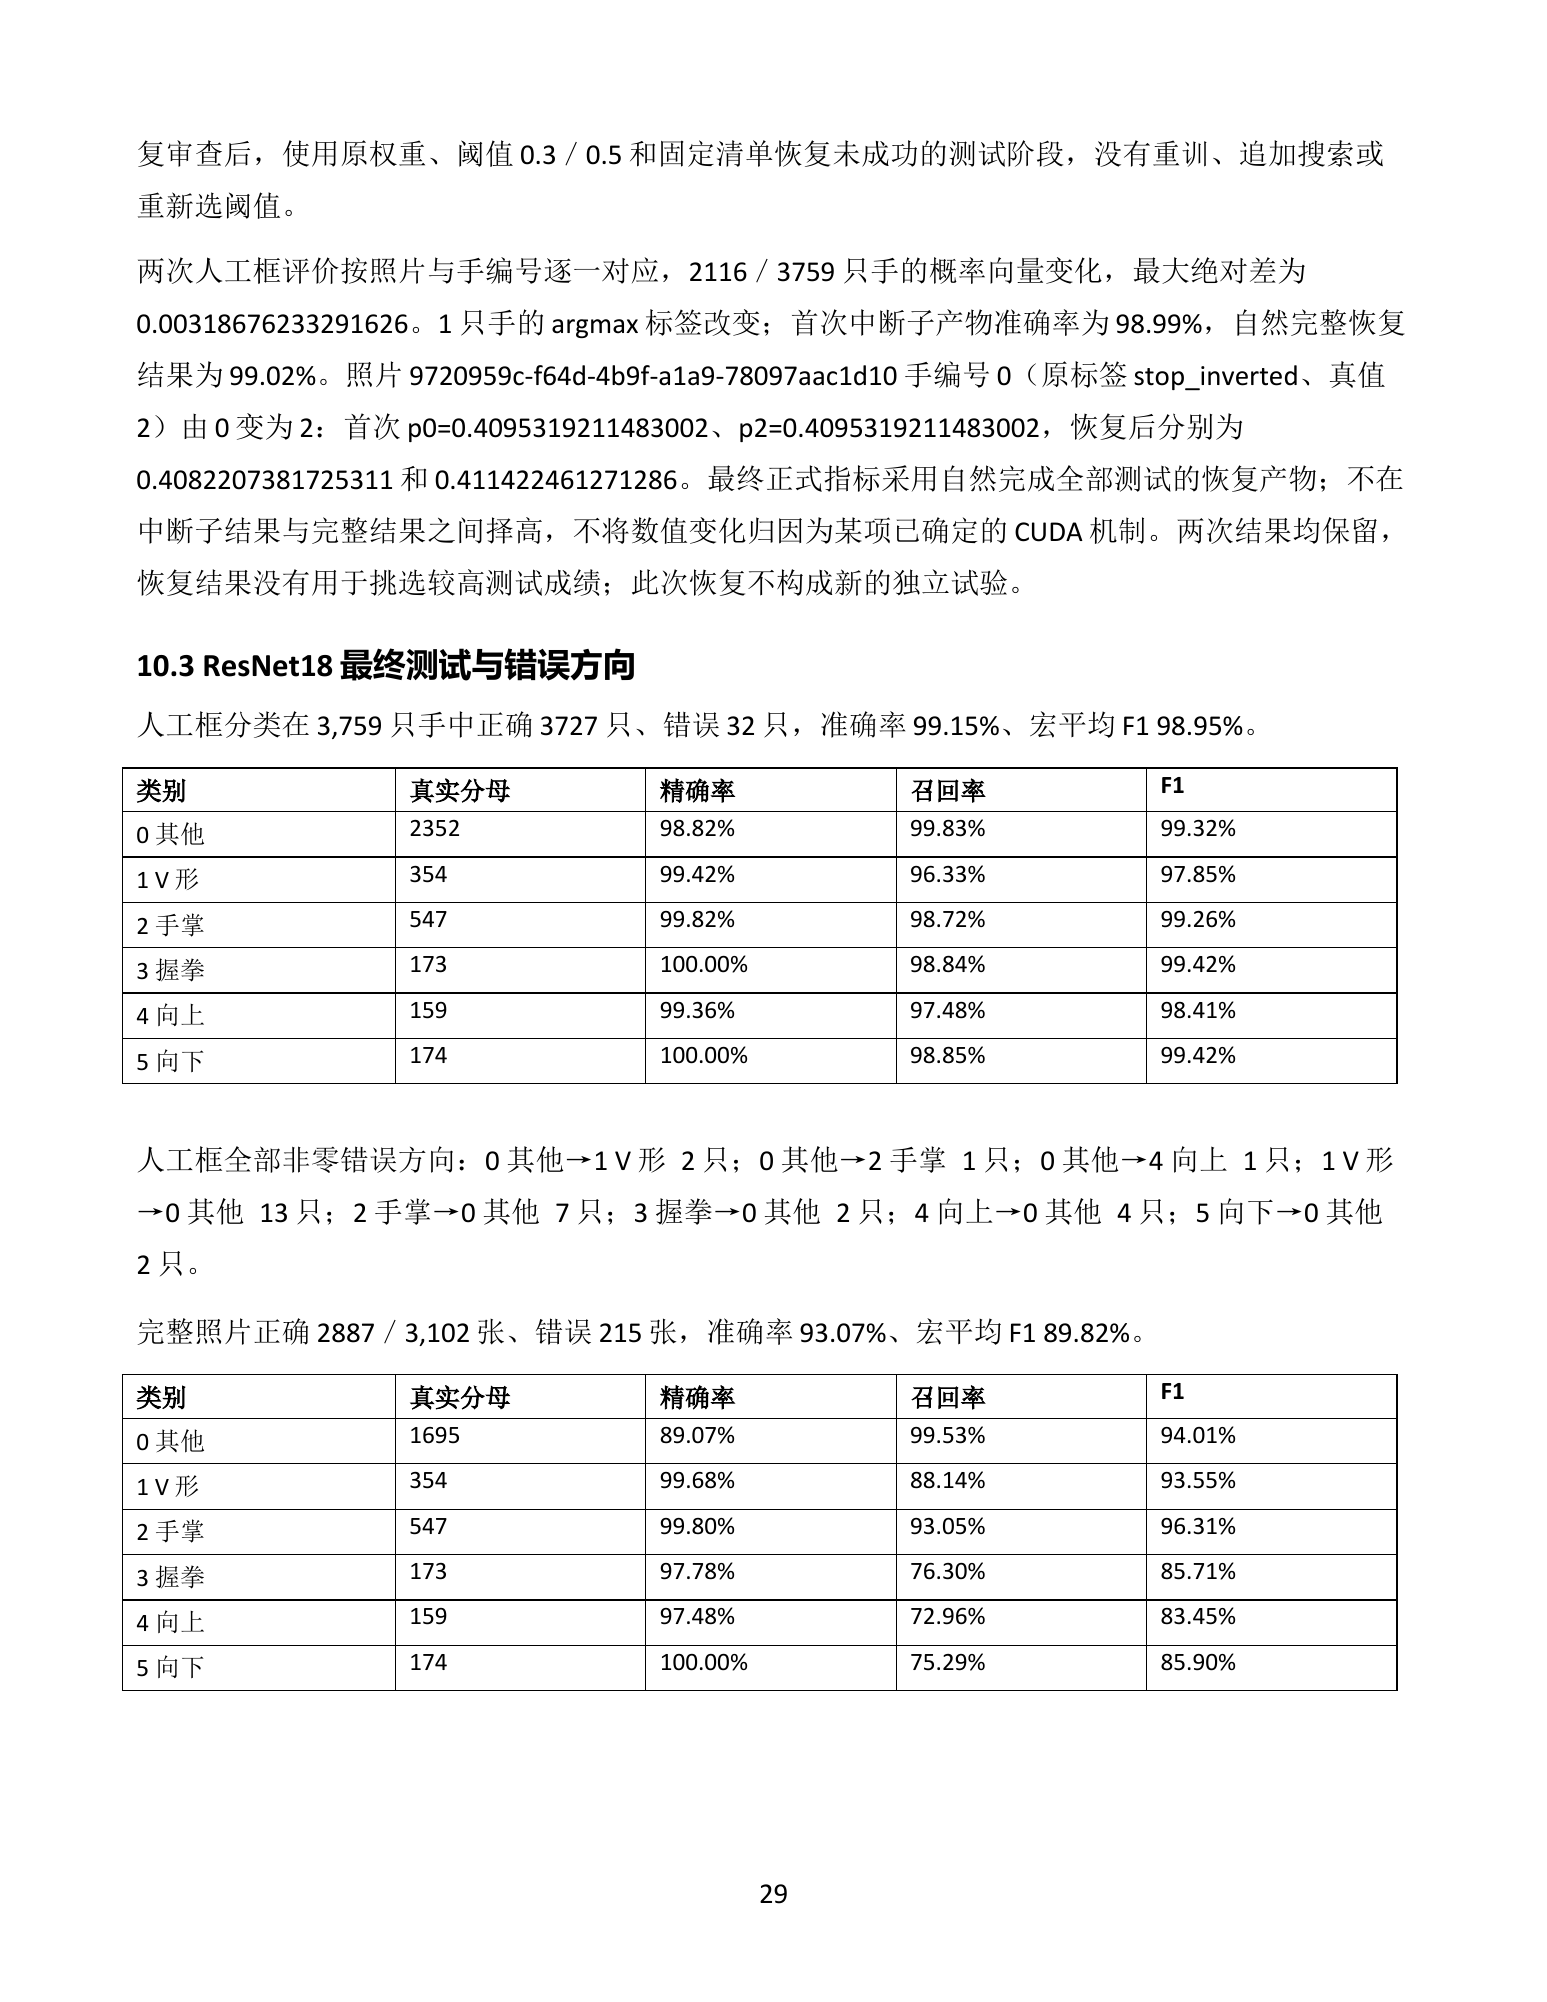 复审查后，使用原权重、阈值 0.3／0.5 和固定清单恢复未成功的测试阶段，没有重训、追加搜索或
重新选阈值。
两次人工框评价按照片与手编号逐一对应，2116／3759 只手的概率向量变化，最大绝对差为
0.00318676233291626。1 只手的 argmax 标签改变；首次中断子产物准确率为 98.99%，自然完整恢复
结果为 99.02%。照片 9720959c-f64d-4b9f-a1a9-78097aac1d10 手编号 0（原标签 stop_inverted、真值
2）由 0 变为 2：首次 p0=0.4095319211483002、p2=0.4095319211483002，恢复后分别为
0.4082207381725311 和 0.411422461271286。最终正式指标采用自然完成全部测试的恢复产物；不在
中断子结果与完整结果之间择高，不将数值变化归因为某项已确定的 CUDA 机制。两次结果均保留，
恢复结果没有用于挑选较高测试成绩；此次恢复不构成新的独立试验。
10.3 ResNet18 最终测试与错误方向
人工框分类在 3,759 只手中正确 3727 只、错误 32 只，准确率 99.15%、宏平均 F1 98.95%。
类别 真实分母 精确率 召回率 F1
0 其他 2352 98.82% 99.83% 99.32%
1 V 形 354 99.42% 96.33% 97.85%
2 手掌 547 99.82% 98.72% 99.26%
3 握拳 173 100.00% 98.84% 99.42%
4 向上 159 99.36% 97.48% 98.41%
5 向下 174 100.00% 98.85% 99.42%
人工框全部非零错误方向：0 其他→1 V 形 2 只；0 其他→2 手掌 1 只；0 其他→4 向上 1 只；1 V 形
→0 其他 13 只；2 手掌→0 其他 7 只；3 握拳→0 其他 2 只；4 向上→0 其他 4 只；5 向下→0 其他
2 只。
完整照片正确 2887／3,102 张、错误 215 张，准确率 93.07%、宏平均 F1 89.82%。
类别 真实分母 精确率 召回率 F1
0 其他 1695 89.07% 99.53% 94.01%
1 V 形 354 99.68% 88.14% 93.55%
2 手掌 547 99.80% 93.05% 96.31%
3 握拳 173 97.78% 76.30% 85.71%
4 向上 159 97.48% 72.96% 83.45%
5 向下 174 100.00% 75.29% 85.90%
29